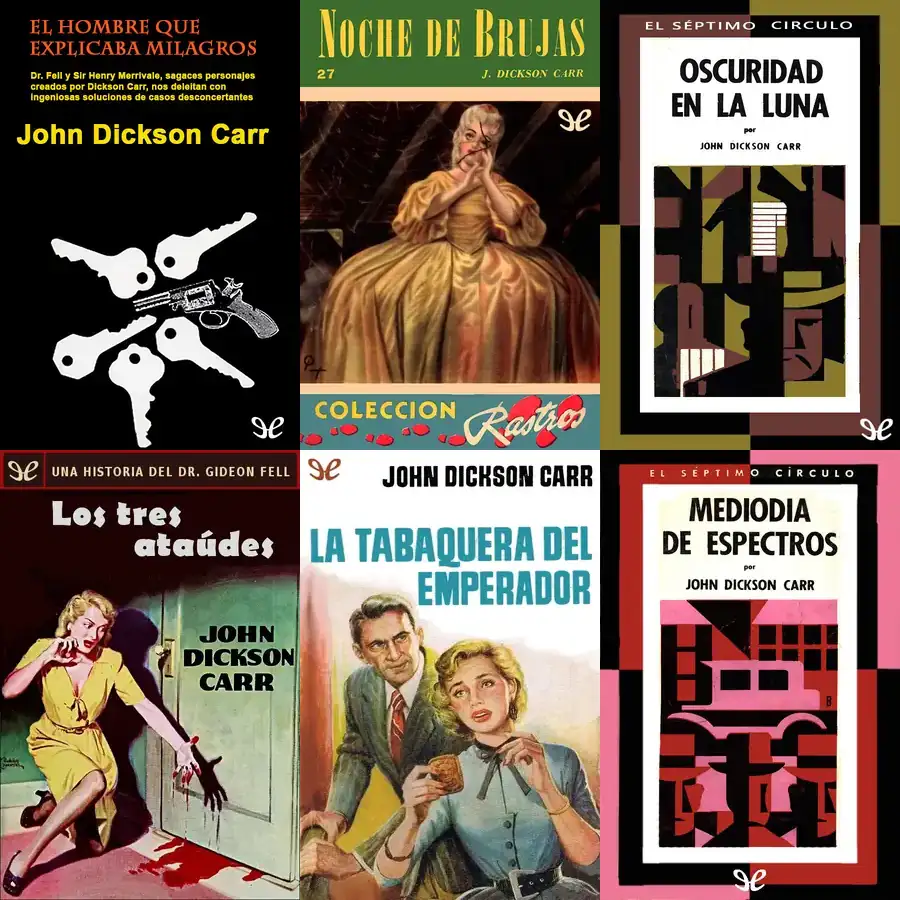 EL HOMBRE QUE
EXPLICABA MILAGROS
Dr. Fell y Sir Henry Merrivale, sagaces personajes
creados por Dickson Carr, nos deleitan con
ingeniosas soluciones de casos desconcertantes
John Dickson Carr
NOCHE DE BRUJAS
27
J. DICKSON CARR
COLECCION
Rastros
EL SÉPTIMO CÍRCULO
OSCURIDAD
EN LA LUNA
por
JOHN DICKSON CARR
UNA HISTORIA DEL DR. GIDEON FELL
Los tres
ataúdes
JOHN
DICKSON
CARR
JOHN DICKSON CARR
LA TABAQUERA DEL
EMPERADOR
EL SÉPTIMO CÍRCULO
MEDIODIA
DE ESPECTROS
por
JOHN DICKSON CARR